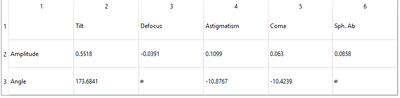 1 2 3 4 5 6
1 Tilt Defocus Astigmatism Coma Sph. Ab
2 Amplitude 0.5518 -0.0391 0.1099 0.063 0.0858
3 Angle 173.6841 -10.8767 -10.4239